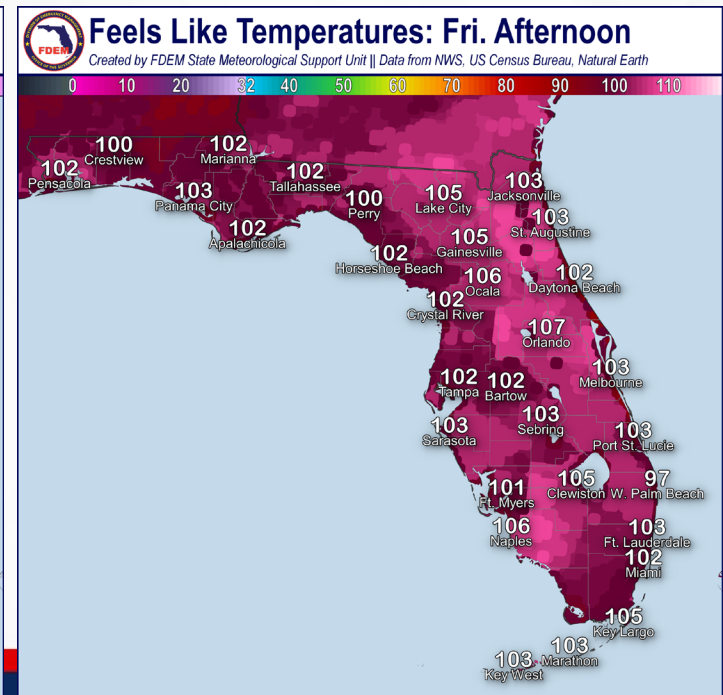 Feels Like Temperatures: Fri. Afternoon
FDEM
Created by FDEM State Meteorological Support Unit || Data from NWS, US Census Bureau, Natural Earth
0 10 20 32 40 50 60 70 80 90 100 110
100
Crestview
102
Marianna
102
Pensacola
102
Tallahassee
103
Panama City
100
Perry
105
Lake City
103
Jacksonville
102
Apalachicola
103
St. Augustine
105
Gainesville
102
Horseshoe Beach
106
Ocala
102
Daytona Beach
102
Crystal River
107
Orlando
102
Tampa
102
Bartow
103
Melbourne
103
Sebring
103
Sarasota
103
Port St. Lucie
101
Ft. Myers
105
Clewiston
97
W. Palm Beach
106
Naples
103
Ft. Lauderdale
102
Miami
105
Key Largo
103
Marathon
103
Key West